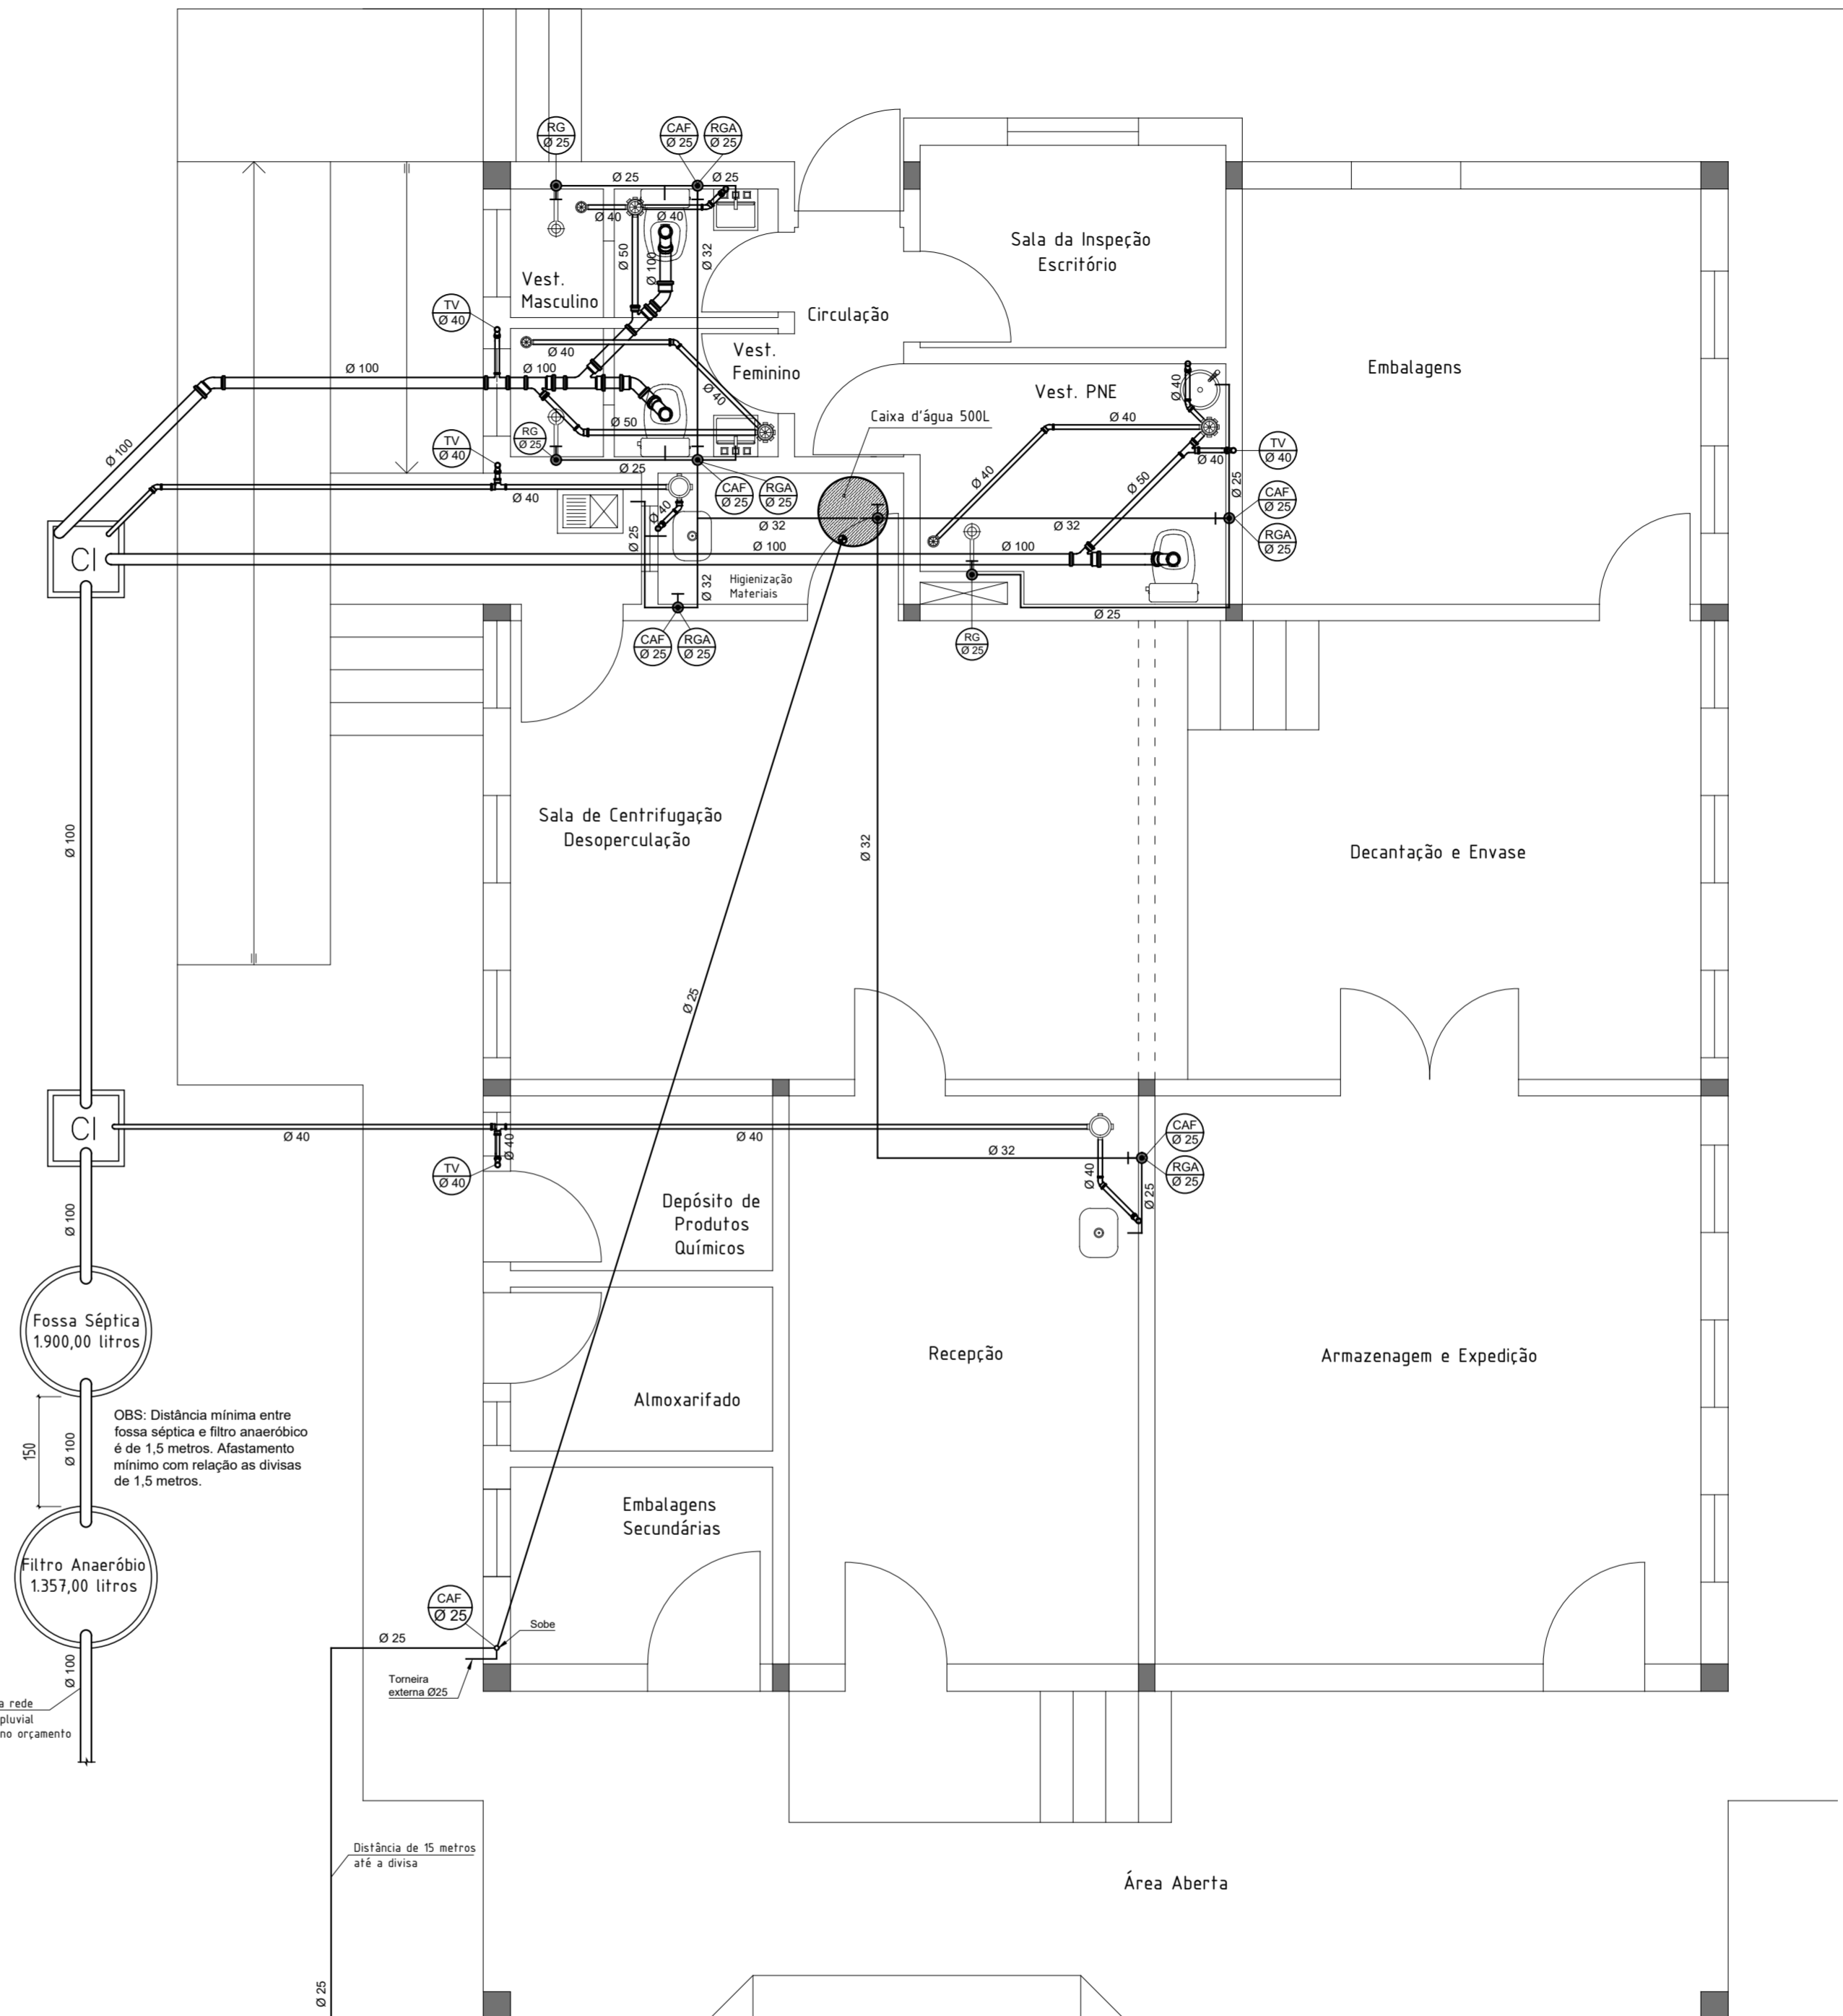 RG
Ø 25
CAF
Ø 25
RGA
Ø 25
Ø 25
Ø 25
Ø 40
Ø 40
Ø 50
Ø 100
Ø 32
Vest.
Masculino
Sala da Inspeção
Escritório
Circulação
TV
Ø 40
Ø 40
Vest.
Feminino
Embalagens
Ø 100
Ø 100
Ø 40
Vest. PNE
Ø 40
Caixa d'água 500L
Ø 40
Ø 50
RG
Ø 25
Ø 100
TV
Ø 40
Ø 25
TV
Ø 40
Ø 40
Ø 40
Ø 50
Ø 25
Ø 40
CAF
Ø 25
RGA
Ø 25
CAF
Ø 25
Ø 40
Ø 25
Ø 32
Ø 32
RGA
Ø 25
CI
Ø 100
Ø 100
Ø 32
Higienização
Materiais
Ø 25
CAF
Ø 25
RGA
Ø 25
RG
Ø 25
Sala de Centrifugação
Desoperculação
Ø 100
Ø 32
Decantação e Envase
Ø 25
CI
Ø 40
Ø 40
Ø 40
Ø 32
CAF
Ø 25
TV
Ø 40
RGA
Ø 25
Ø 40
Ø 25
Ø 100
Depósito de
Produtos
Químicos
Fossa Séptica
1.900,00 litros
Recepção
Armazenagem e Expedição
Almoxarifado
OBS: Distância mínima entre
fossa séptica e filtro anaeróbico
é de 1,5 metros. Afastamento
mínimo com relação as divisas
de 1,5 metros.
150
Ø 100
Embalagens
Secundárias
Filtro Anaeróbio
1.357,00 litros
CAF
Ø 25
Sobe
Ø 25
Ø 100
Torneira
externa Ø25
a rede
pluvial
no orçamento
Distância de 15 metros
até a divisa
Área Aberta
Ø 25